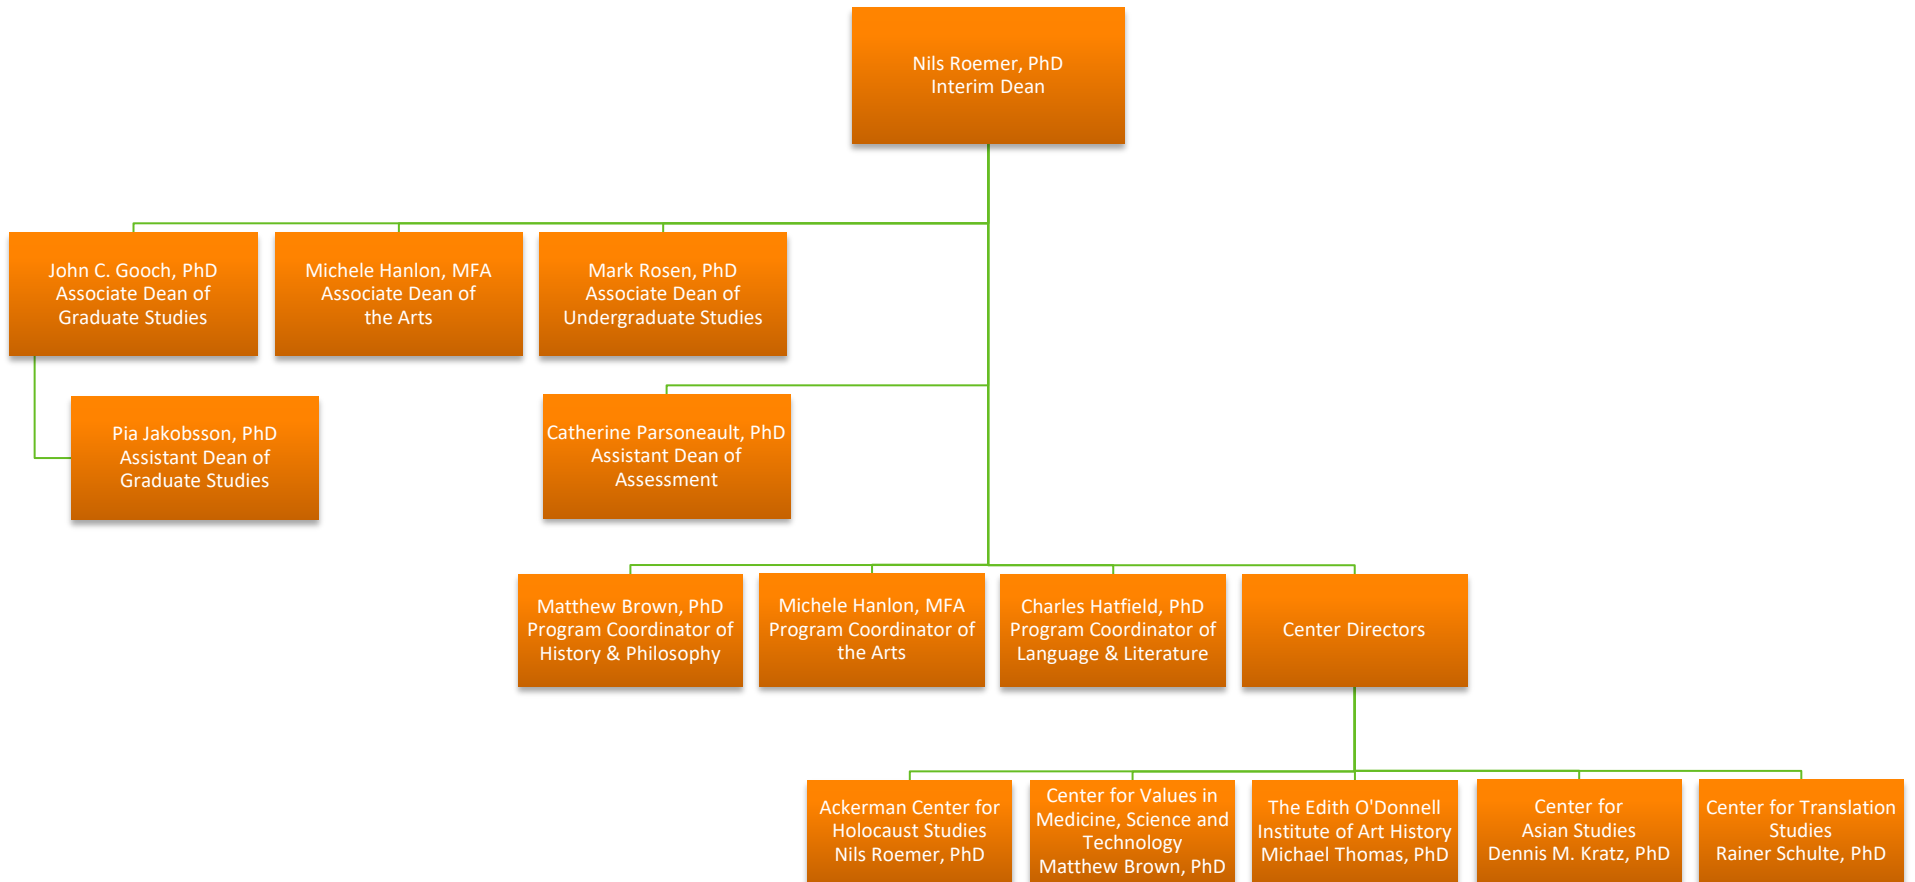 Nils Roemer, PhD
Interim Dean
John C. Gooch, PhD
Associate Dean of
Graduate Studies
Michele Hanlon, MFA
Associate Dean of
the Arts
Mark Rosen, PhD
Associate Dean of
Undergraduate Studies
Pia Jakobsson, PhD
Assistant Dean of
Graduate Studies
Catherine Parsoneault, PhD
Assistant Dean of
Assessment
Matthew Brown, PhD
Program Coordinator of
History & Philosophy
Michele Hanlon, MFA
Program Coordinator of
the Arts
Charles Hatfield, PhD
Program Coordinator of
Language & Literature
Center Directors
Ackerman Center for
Holocaust Studies
Nils Roemer, PhD
Center for Values in
Medicine, Science and
Technology
Matthew Brown, PhD
The Edith O'Donnell
Institute of Art History
Michael Thomas, PhD
Center for
Asian Studies
Dennis M. Kratz, PhD
Center for Translation
Studies
Rainer Schulte, PhD